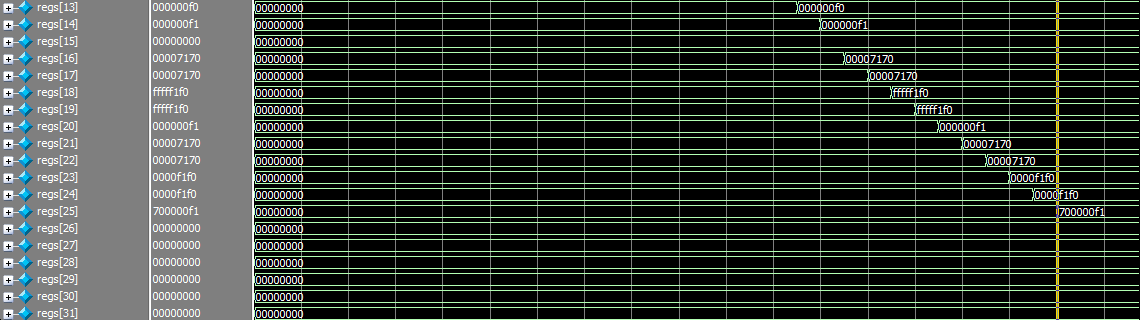 regs[13] 000000f0 00000000 000000f0
regs[14] 000000f1 00000000 000000f1
regs[15] 00000000 00000000
regs[16] 00007170 00000000 00007170
regs[17] 00007170 00000000 00007170
regs[18] fffff1f0 00000000 fffff1f0
regs[19] fffff1f0 00000000 fffff1f0
regs[20] 000000f1 00000000 000000f1
regs[21] 00007170 00000000 00007170
regs[22] 00007170 00000000 00007170
regs[23] 0000f1f0 00000000 0000f1f0
regs[24] 0000f1f0 00000000 0000f1f0
regs[25] 700000f1 00000000 700000f1
regs[26] 00000000 00000000
regs[27] 00000000 00000000
regs[28] 00000000 00000000
regs[29] 00000000 00000000
regs[30] 00000000 00000000
regs[31] 00000000 00000000